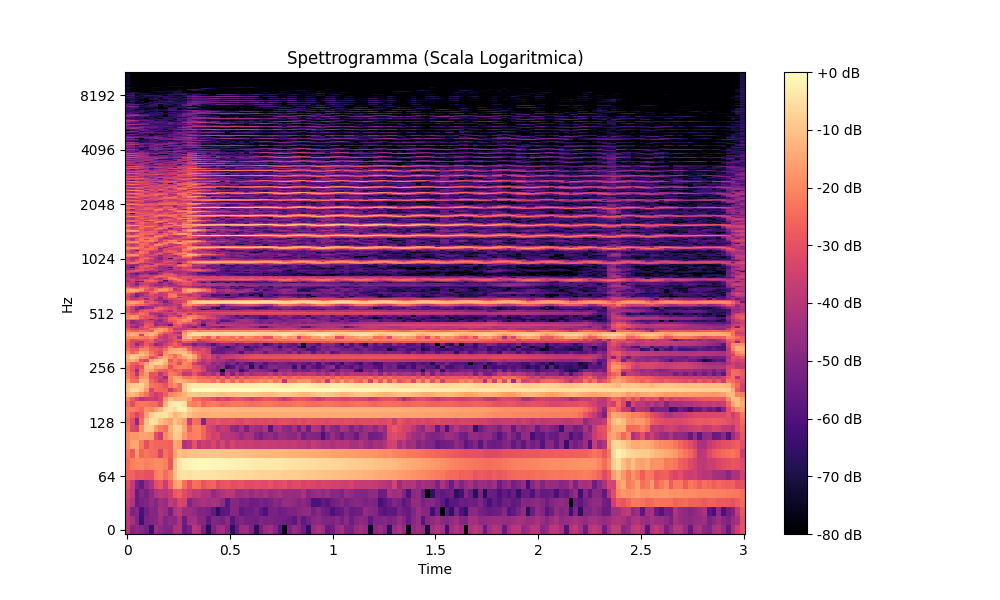 Spettrogramma (Scala Logaritmica)
8192
4096
2048
1024
512
256
128
64
0
Hz
0
0.5
1
1.5
2
2.5
3
Time
+0 dB
-10 dB
-20 dB
-30 dB
-40 dB
-50 dB
-60 dB
-70 dB
-80 dB